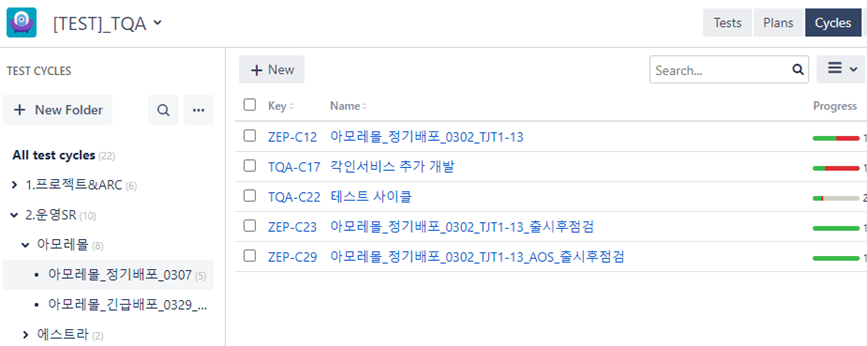 [TEST]_TQA
Tests Plans Cycles
TEST CYCLES
+ New Folder
All test cycles (22)
1.프로젝트&ARC (6)
2.운영SR (10)
아모레몰 (8)
아모레몰_정기배포_0307 (5)
아모레몰_긴급배포_0329_...
에스트라 (2)
+ New
Search...
Key Name Progress
ZEP-C12 아모레몰_정기배포_0302_TJT1-13
TQA-C17 각인서비스 추가 개발
TQA-C22 테스트 사이클
ZEP-C23 아모레몰_정기배포_0302_TJT1-13_출시후점검
ZEP-C29 아모레몰_정기배포_0302_TJT1-13_AOS_출시후점검